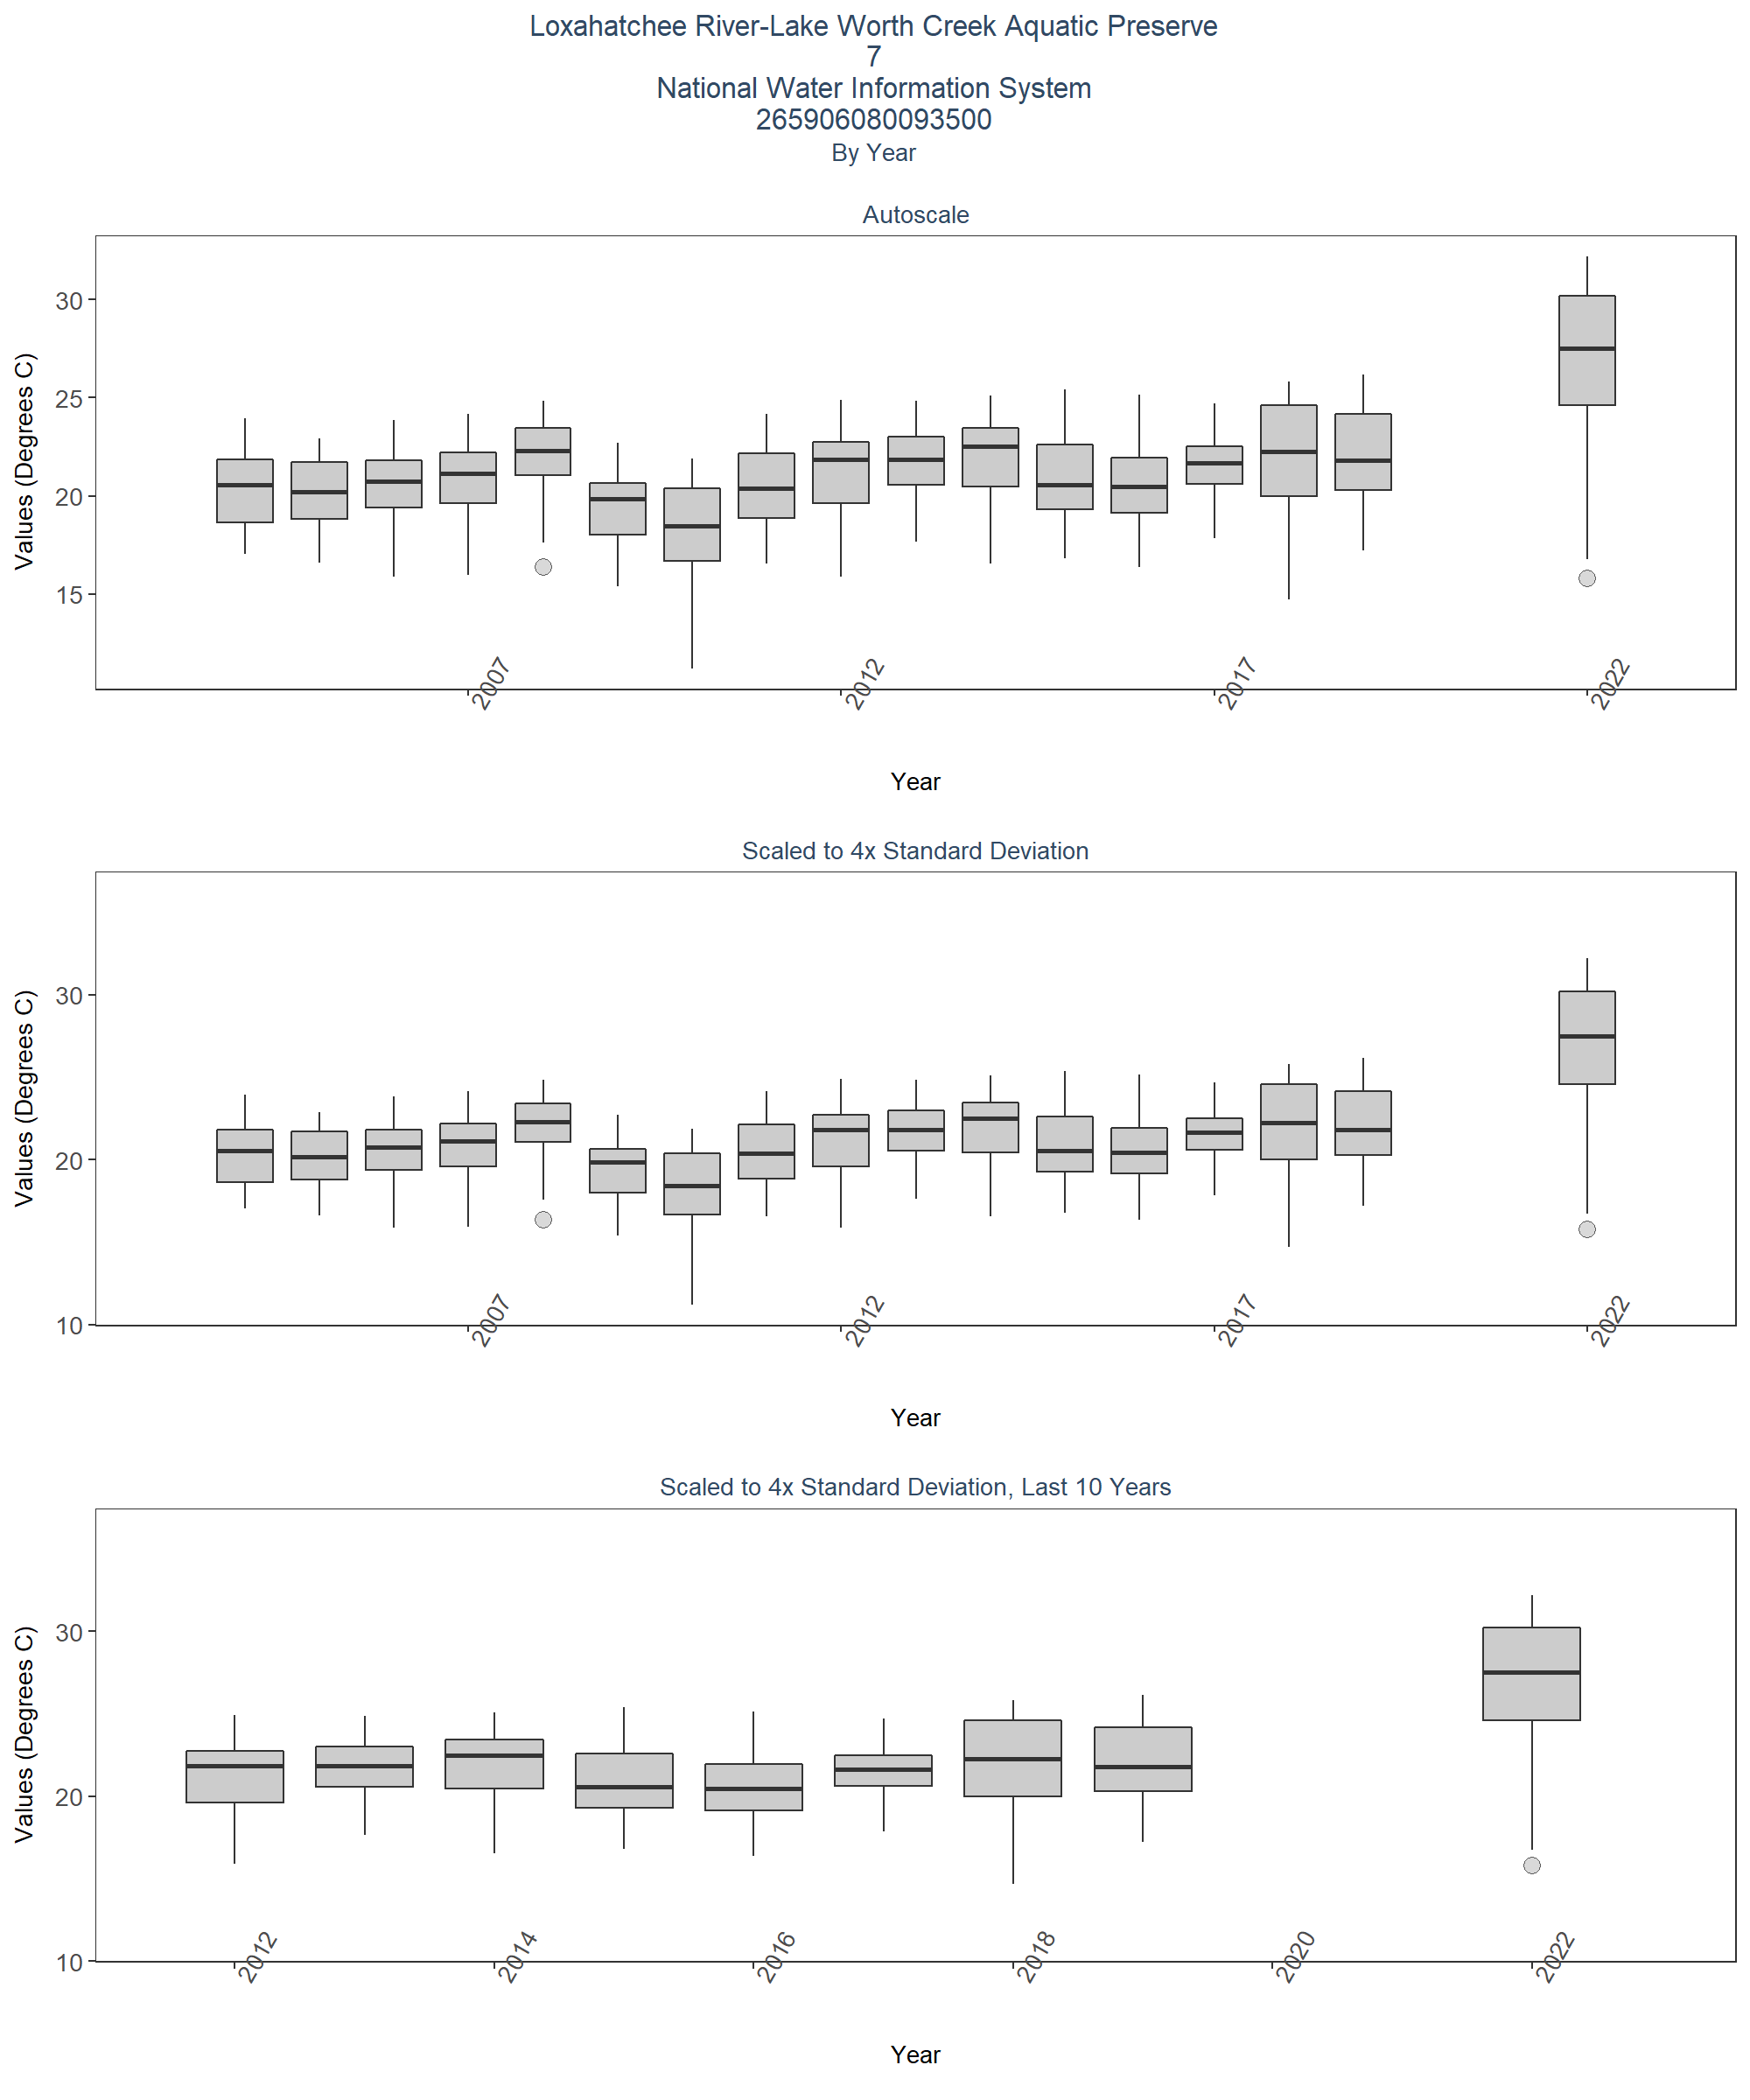 Loxahatchee River-Lake Worth Creek Aquatic Preserve
7
National Water Information System
265906080093500
By Year
Autoscale
Values (Degrees C)
30
25
20
15
2007
2012
2017
2022
Year
Scaled to 4x Standard Deviation
Values (Degrees C)
30
20
10
2007
2012
2017
2022
Year
Scaled to 4x Standard Deviation, Last 10 Years
Values (Degrees C)
30
20
10
2012
2014
2016
2018
2020
2022
Year